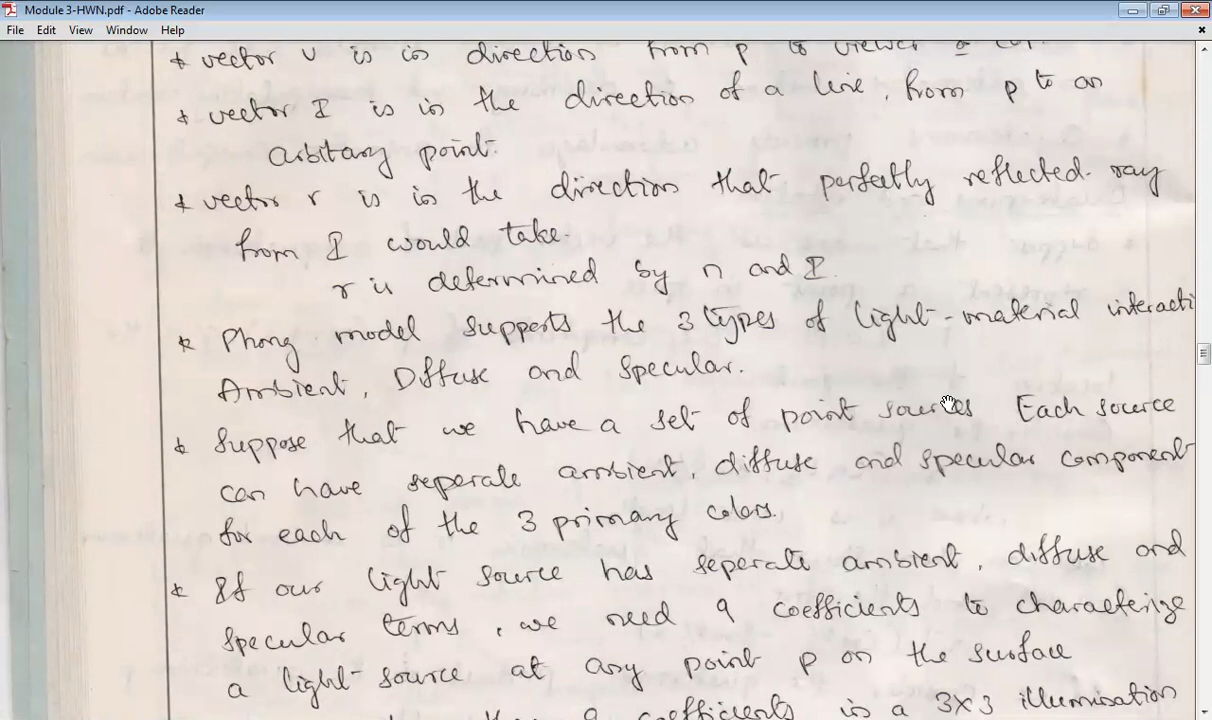 Module 3-HWN.pdf - Adobe Reader
File Edit View Window Help
* vector v is in direction from p to viewer
* vector I is in the direction of a line, from p to an
arbitary point.
* vector r is in the direction that perfectly reflected ray
from I would take.
r is determined by n and I.
* Phong model supports the 3 types of light-material interacti
Ambient, Diffuse and Specular.
* Suppose that we have a set of point sources Each source
can have seperate ambient, diffuse and specular component
for each of the 3 primary colors.
* If our light source has seperate ambient, diffuse and
specular terms, we need 9 coefficients to characterize
a light source at any point p on the surface
9 coefficients in a 3x3 illumination